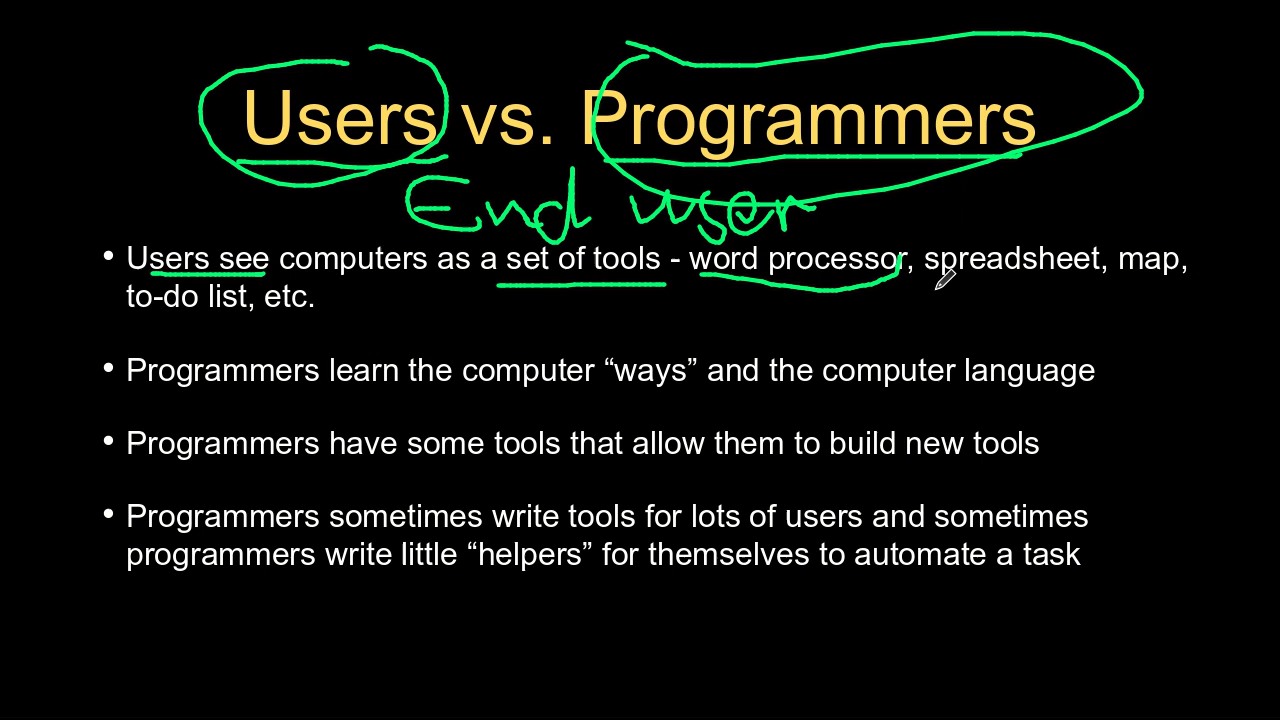 Users vs. Programmers
End user
• Users see computers as a set of tools - word processor, spreadsheet, map,
to-do list, etc.
• Programmers learn the computer “ways” and the computer language
• Programmers have some tools that allow them to build new tools
• Programmers sometimes write tools for lots of users and sometimes
programmers write little “helpers” for themselves to automate a task